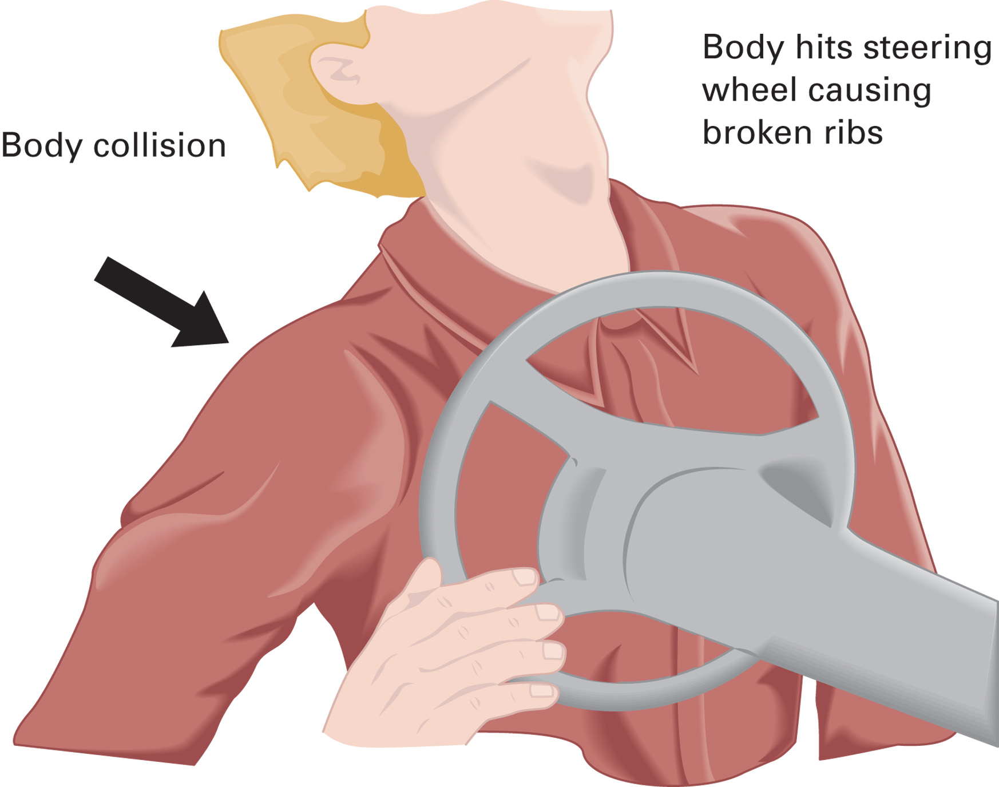 Body hits steering
wheel causing
broken ribs
Body collision